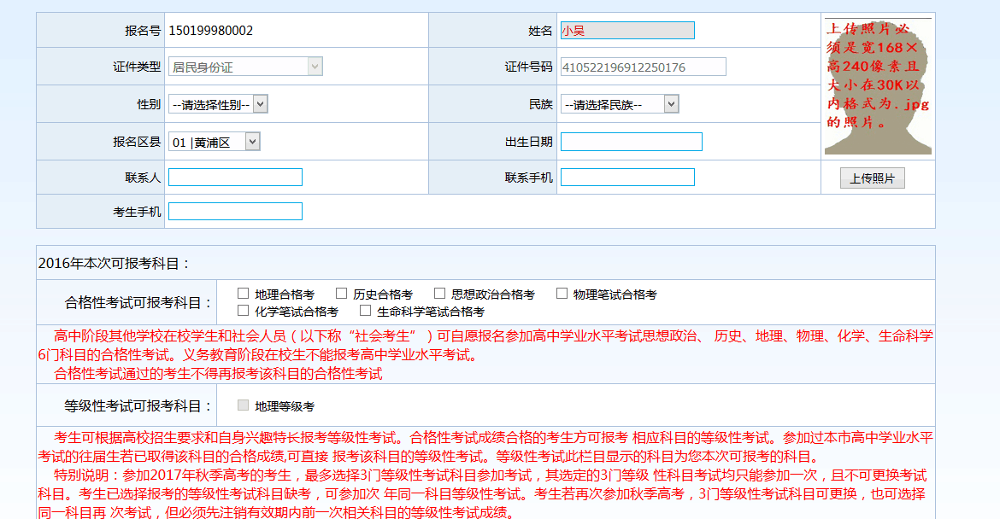 报名号 150199980002 姓名 小昊
证件类型 居民身份证 证件号码 410522196912250176
性别 --请选择性别-- 民族 --请选择民族--
报名区县 01 |黄浦区 出生日期
联系人 联系手机
考生手机
上传照片必
须是宽168×
高240像素且
大小在30K以
内格式为.jpg
的照片。
上传照片
2016年本次可报考科目：
合格性考试可报考科目： 地理合格考 历史合格考 思想政治合格考 物理笔试合格考
化学笔试合格考 生命科学笔试合格考
高中阶段其他学校在校学生和社会人员（以下称“社会考生”）可自愿报名参加高中学业水平考试思想政治、 历史、地理、物理、化学、生命科学
6门科目的合格性考试。义务教育阶段在校生不能报考高中学业水平考试。
合格性考试通过的考生不得再报考该科目的合格性考试
等级性考试可报考科目： 地理等级考
考生可根据高校招生要求和自身兴趣特长报考等级性考试。合格性考试成绩合格的考生方可报考 相应科目的等级性考试。参加过本市高中学业水平
考试的往届生若已取得该科目的合格成绩,可直接 报考该科目的等级性考试。等级性考试此栏目显示的科目为您本次可报考的科目。
特别说明：参加2017年秋季高考的考生，最多选择3门等级性考试科目参加考试，其选定的3门等级 性科目考试均只能参加一次，且不可更换考试
科目。考生已选择报考的等级性考试科目缺考，可参加次 年同一科目等级性考试。考生若再次参加秋季高考，3门等级性考试科目可更换，也可选择
同一科目再 次考试，但必须先注销有效期内前一次相关科目的等级性考试成绩。